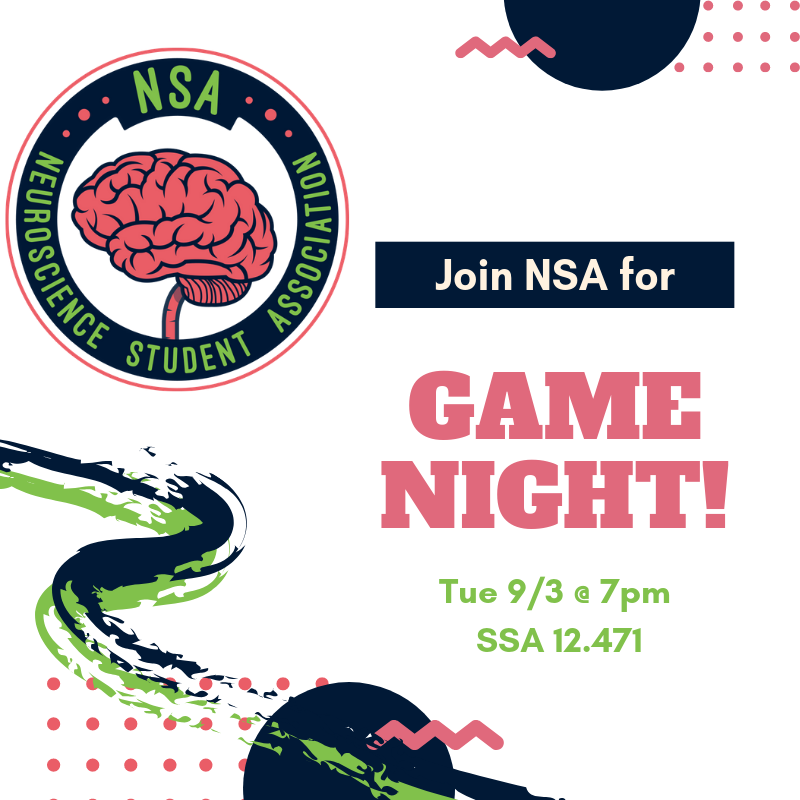 NSA
NEUROSCIENCE STUDENT ASSOCIATION
Join NSA for
GAME
NIGHT!
Tue 9/3 @ 7pm
SSA 12.471